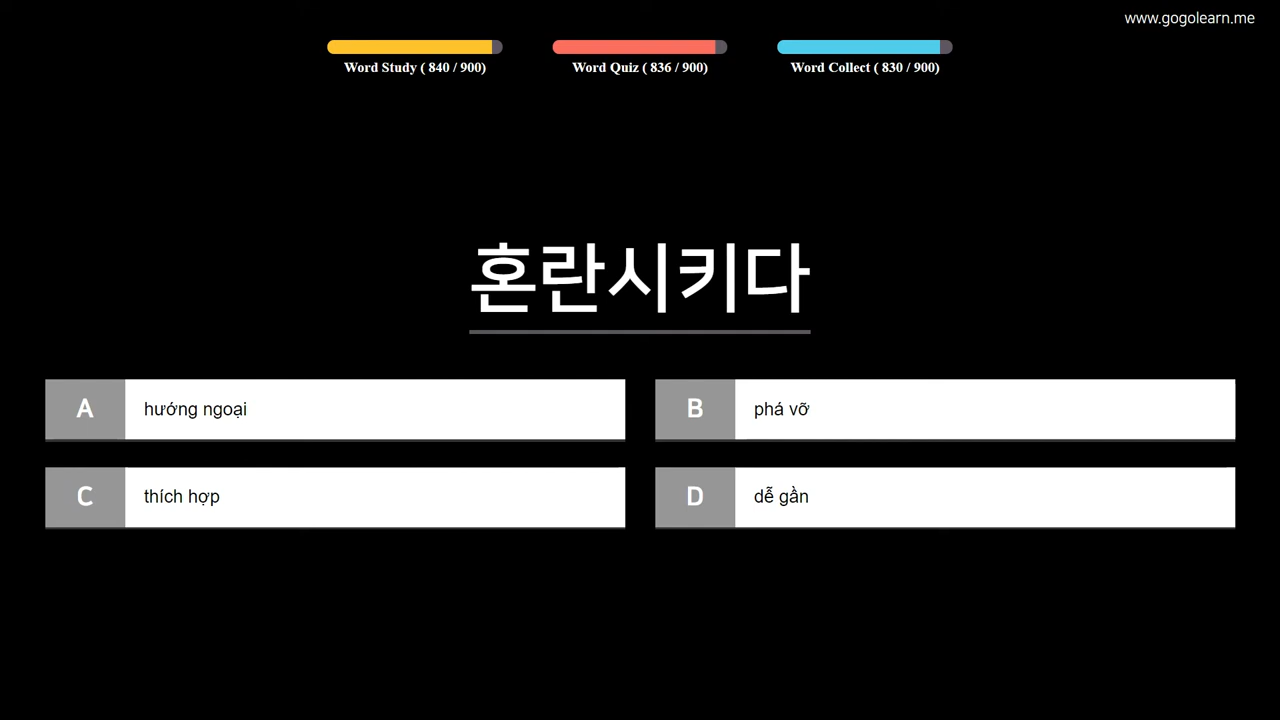 www.gogolearn.me
Word Study ( 840 / 900)
Word Quiz ( 836 / 900)
Word Collect ( 830 / 900)
혼란시키다
A hướng ngoại
B phá vỡ
C thích hợp
D dễ gần